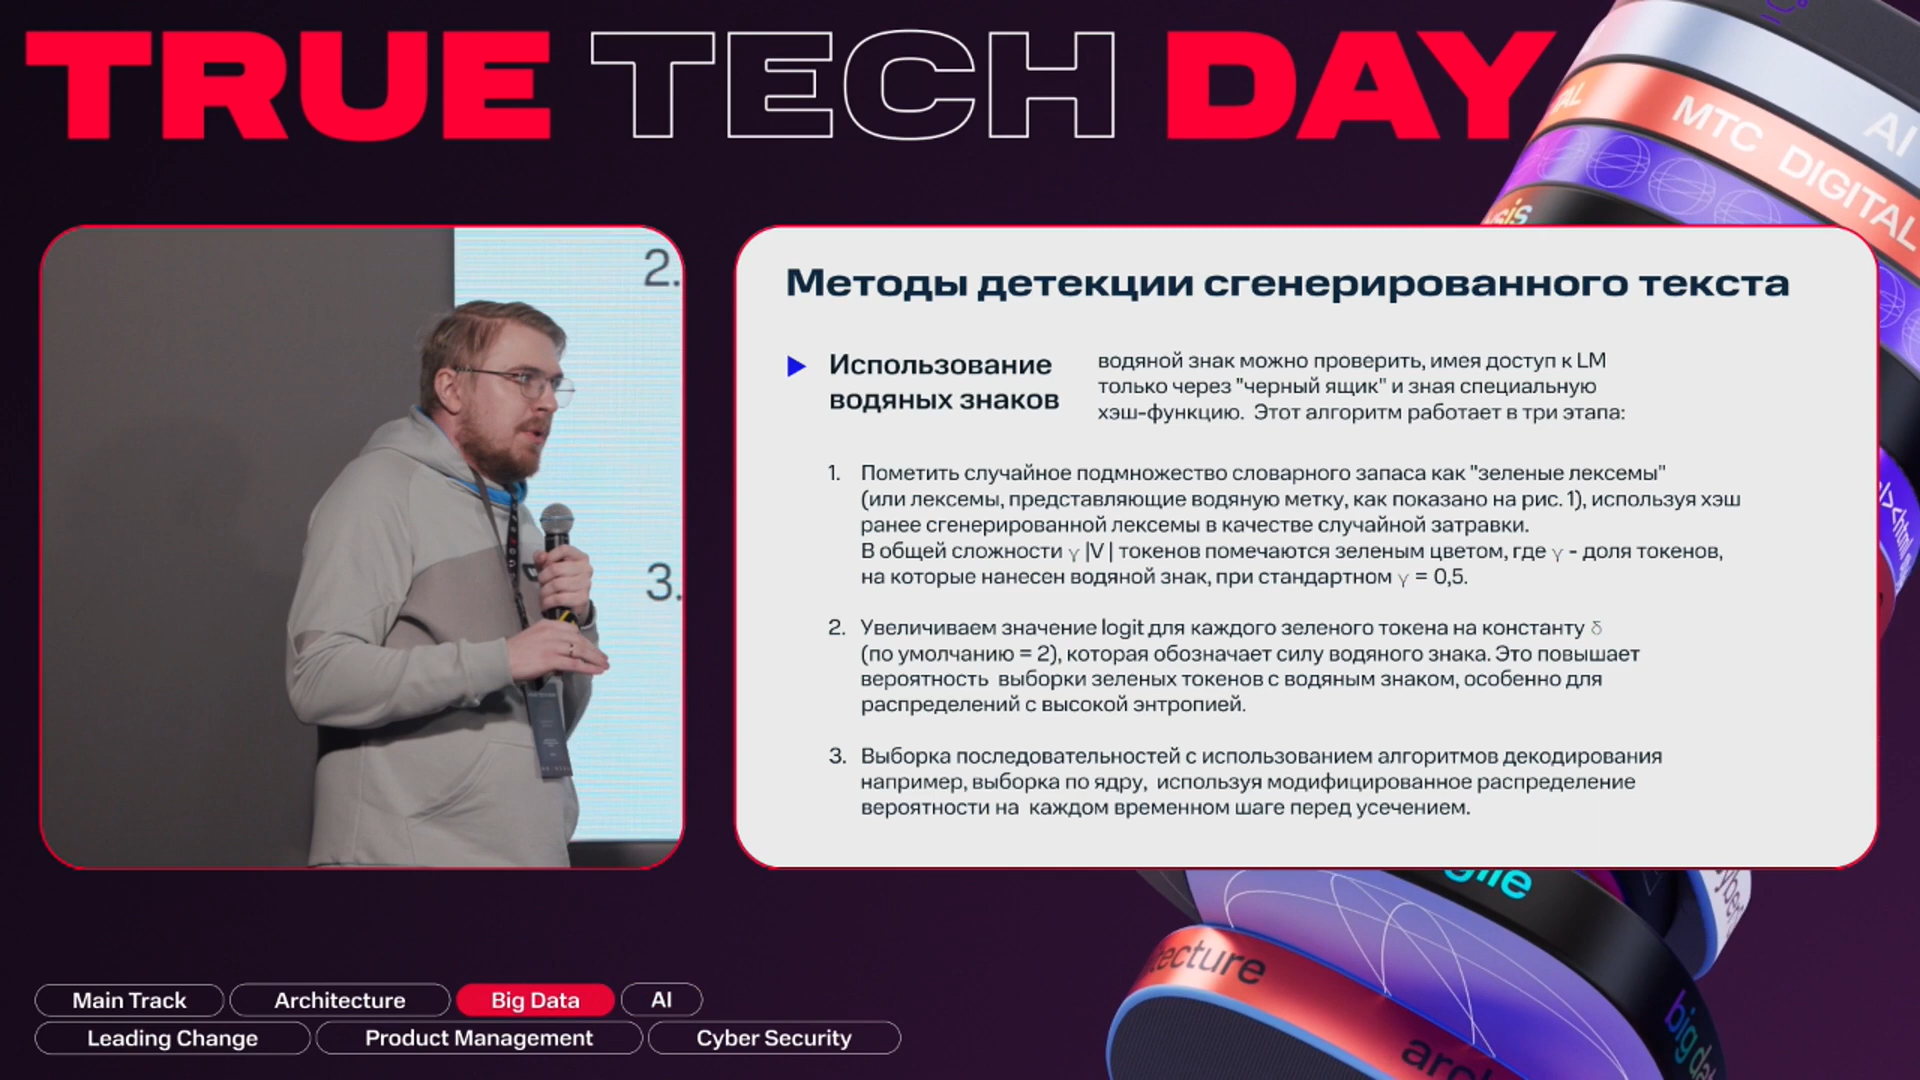 TRUE TECH DAY
AI
МТС DIGITAL
2.
3.
Методы детекции сгенерированного текста
Использование
водяных знаков
водяной знак можно проверить, имея доступ к LM
только через "черный ящик" и зная специальную
хэш-функцию. Этот алгоритм работает в три этапа:
1. Пометить случайное подмножество словарного запаса как "зеленые лексемы"
(или лексемы, представляющие водяную метку, как показано на рис. 1), используя хэш
ранее сгенерированной лексемы в качестве случайной затравки.
В общей сложности γ |V | токенов помечаются зеленым цветом, где γ - доля токенов,
на которые нанесен водяной знак, при стандартном γ = 0,5.
2. Увеличиваем значение logit для каждого зеленого токена на константу δ
(по умолчанию = 2), которая обозначает силу водяного знака. Это повышает
вероятность выборки зеленых токенов с водяным знаком, особенно для
распределений с высокой энтропией.
3. Выборка последовательностей с использованием алгоритмов декодирования
например, выборка по ядру, используя модифицированное распределение
вероятности на каждом временном шаге перед усечением.
Main Track
Architecture
Big Data
AI
Leading Change
Product Management
Cyber Security